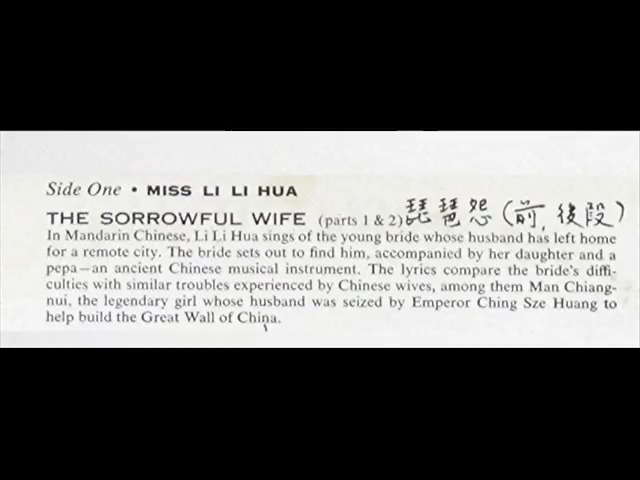 Side One • MISS LI LI HUA
THE SORROWFUL WIFE (parts 1 & 2) 琵琶怨(前,後段)
In Mandarin Chinese, Li Li Hua sings of the young bride whose husband has left home
for a remote city. The bride sets out to find him, accompanied by her daughter and a
pepa—an ancient Chinese musical instrument. The lyrics compare the bride's diffi-
culties with similar troubles experienced by Chinese wives, among them Man Chiang-
nui, the legendary girl whose husband was seized by Emperor Ching Sze Huang to
help build the Great Wall of China.